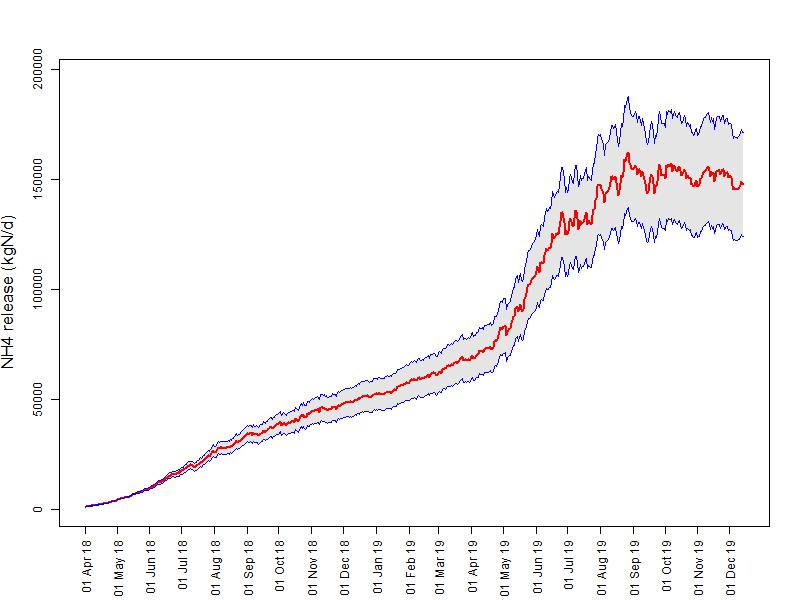 200000
150000
100000
50000
0
NH4 release (kgN/d)
01 Apr 18
01 May 18
01 Jun 18
01 Jul 18
01 Aug 18
01 Sep 18
01 Oct 18
01 Nov 18
01 Dec 18
01 Jan 19
01 Feb 19
01 Mar 19
01 Apr 19
01 May 19
01 Jun 19
01 Jul 19
01 Aug 19
01 Sep 19
01 Oct 19
01 Nov 19
01 Dec 19